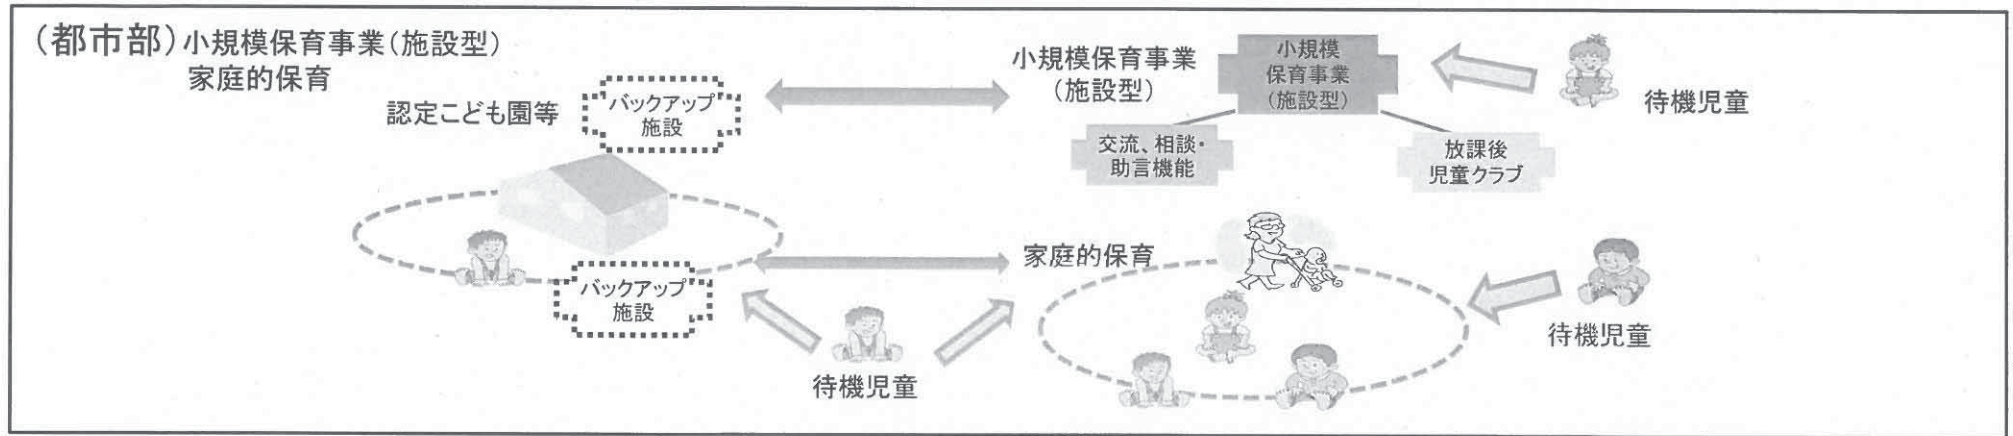 (都市部)小規模保育事業(施設型)
家庭的保育
認定こども園等
バックアップ
施設
小規模保育事業
(施設型)
小規模
保育事業
(施設型)
待機児童
交流、相談・
助言機能
放課後
児童クラブ
バックアップ
施設
家庭的保育
待機児童
待機児童